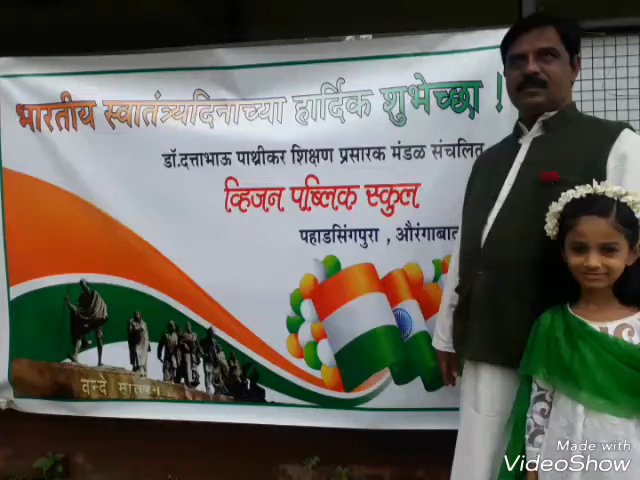 भारतीय स्वातंत्र्यदिनाच्या हार्दिक शुभेच्छा !
डॉ.दत्ताभाऊ पाथ्रीकर शिक्षण प्रसारक मंडळ संचलित
व्हिजन पब्लिक स्कुल
पहाडसिंगपुरा , औरंगाबाद
वन्दे मातरम
Made with
VideoShow